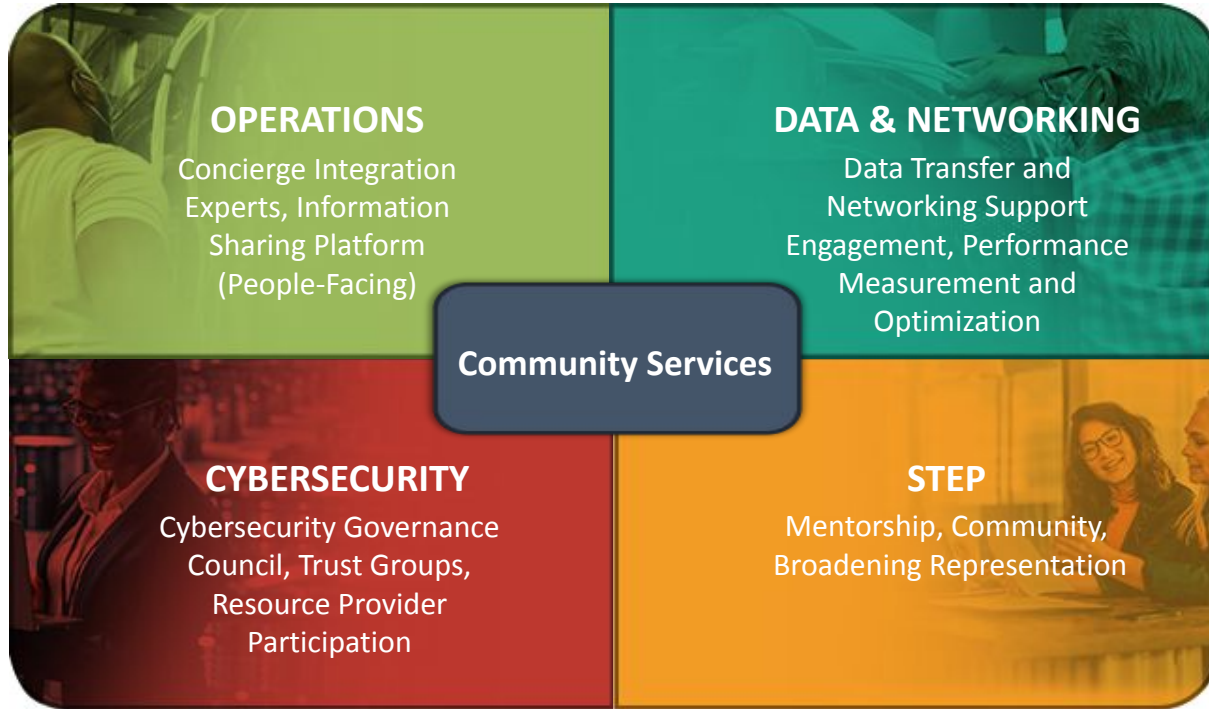 OPERATIONS
Concierge Integration
Experts, Information
Sharing Platform
(People-Facing)
DATA & NETWORKING
Data Transfer and
Networking Support
Engagement, Performance
Measurement and
Optimization
Community Services
CYBERSECURITY
Cybersecurity Governance
Council, Trust Groups,
Resource Provider
Participation
STEP
Mentorship, Community,
Broadening Representation